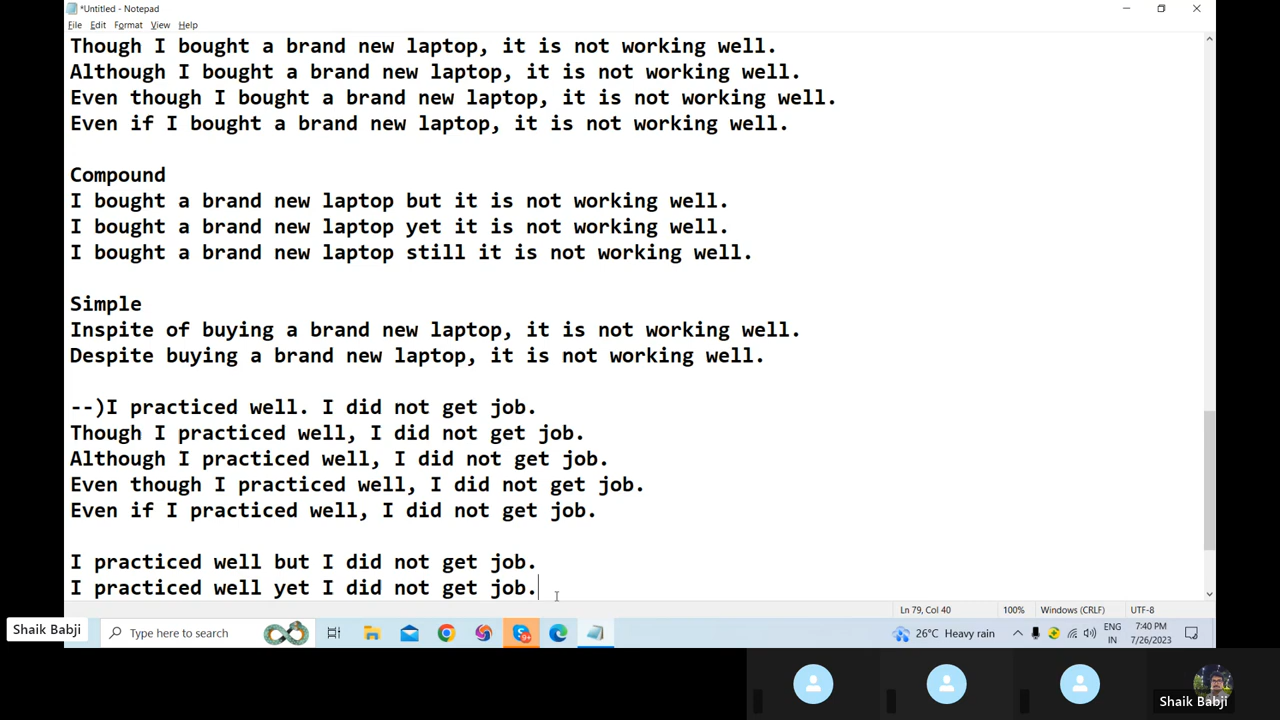 *Untitled - Notepad
File Edit Format View Help
Though I bought a brand new laptop, it is not working well.
Although I bought a brand new laptop, it is not working well.
Even though I bought a brand new laptop, it is not working well.
Even if I bought a brand new laptop, it is not working well.
Compound
I bought a brand new laptop but it is not working well.
I bought a brand new laptop yet it is not working well.
I bought a brand new laptop still it is not working well.
Simple
Inspite of buying a brand new laptop, it is not working well.
Despite buying a brand new laptop, it is not working well.
--)I practiced well. I did not get job.
Though I practiced well, I did not get job.
Although I practiced well, I did not get job.
Even though I practiced well, I did not get job.
Even if I practiced well, I did not get job.
I practiced well but I did not get job.
I practiced well yet I did not get job.
Ln 79, Col 40 100% Windows (CRLF) UTF-8
Shaik Babji
Type here to search
26°C Heavy rain
ENG
IN
7:40 PM
7/26/2023
Shaik Babji